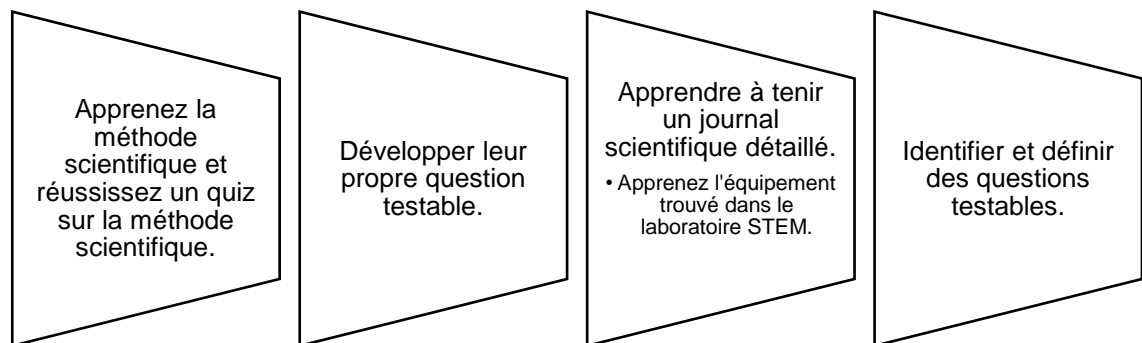 Apprenez la
méthode
scientifique et
réussissez un quiz
sur la méthode
scientifique.
Développer leur
propre question
testable.
Apprendre à tenir
un journal
scientifique détaillé.
• Apprenez l'équipement
trouvé dans le
laboratoire STEM.
Identifier et définir
des questions
testables.